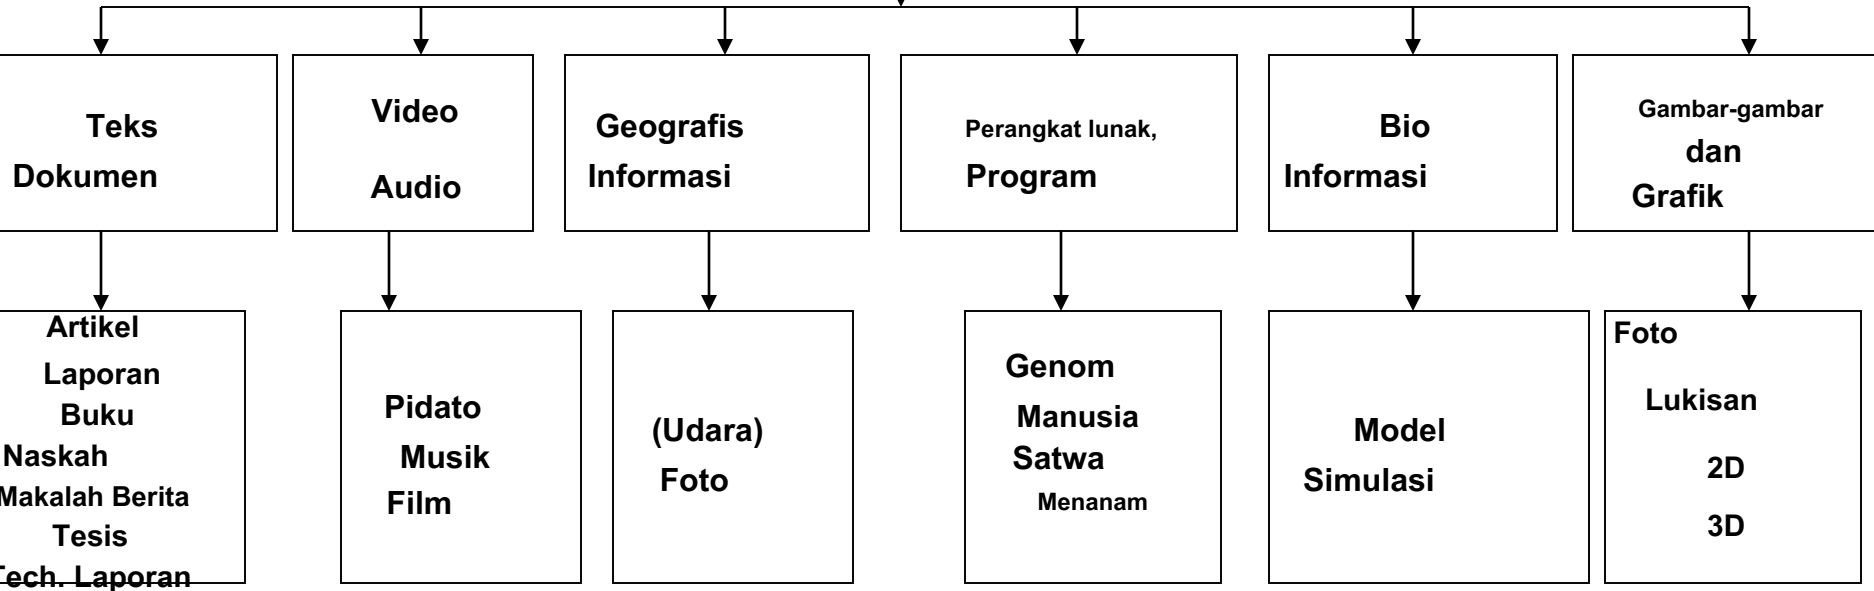 Teks
Dokumen
Video
Audio
Geografis
Informasi
Perangkat lunak,
Program
Bio
Informasi
Gambar-gambar
dan
Grafik
Artikel
Laporan
Buku
Naskah
Makalah Berita
Tesis
Tech. Laporan
Pidato
Musik
Film
(Udara)
Foto
Genom
Manusia
Satwa
Menanam
Model
Simulasi
Foto
Lukisan
2D
3D